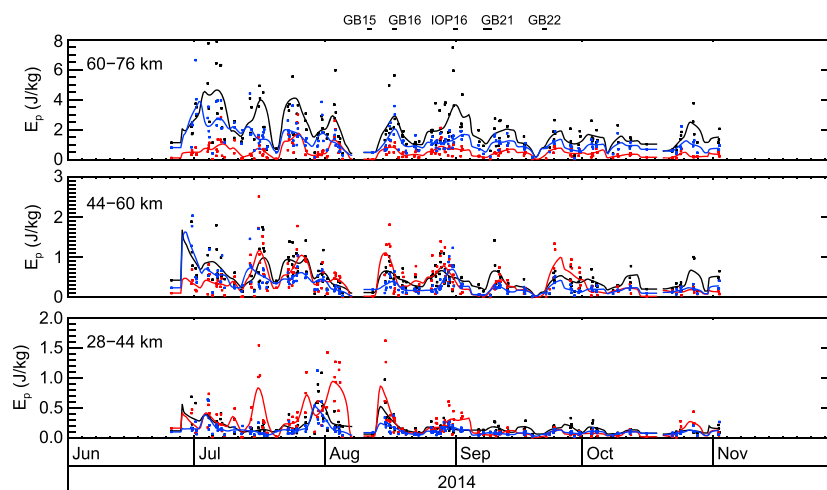 GB15 GB16 IOP16 GB21 GB22
8
60−76 km
6
4
2
0
Ep (J/kg)
3
44−60 km
2
1
0
Ep (J/kg)
2.0
28−44 km
1.5
1.0
0.5
0.0
Ep (J/kg)
Jun Jul Aug Sep Oct Nov
2014